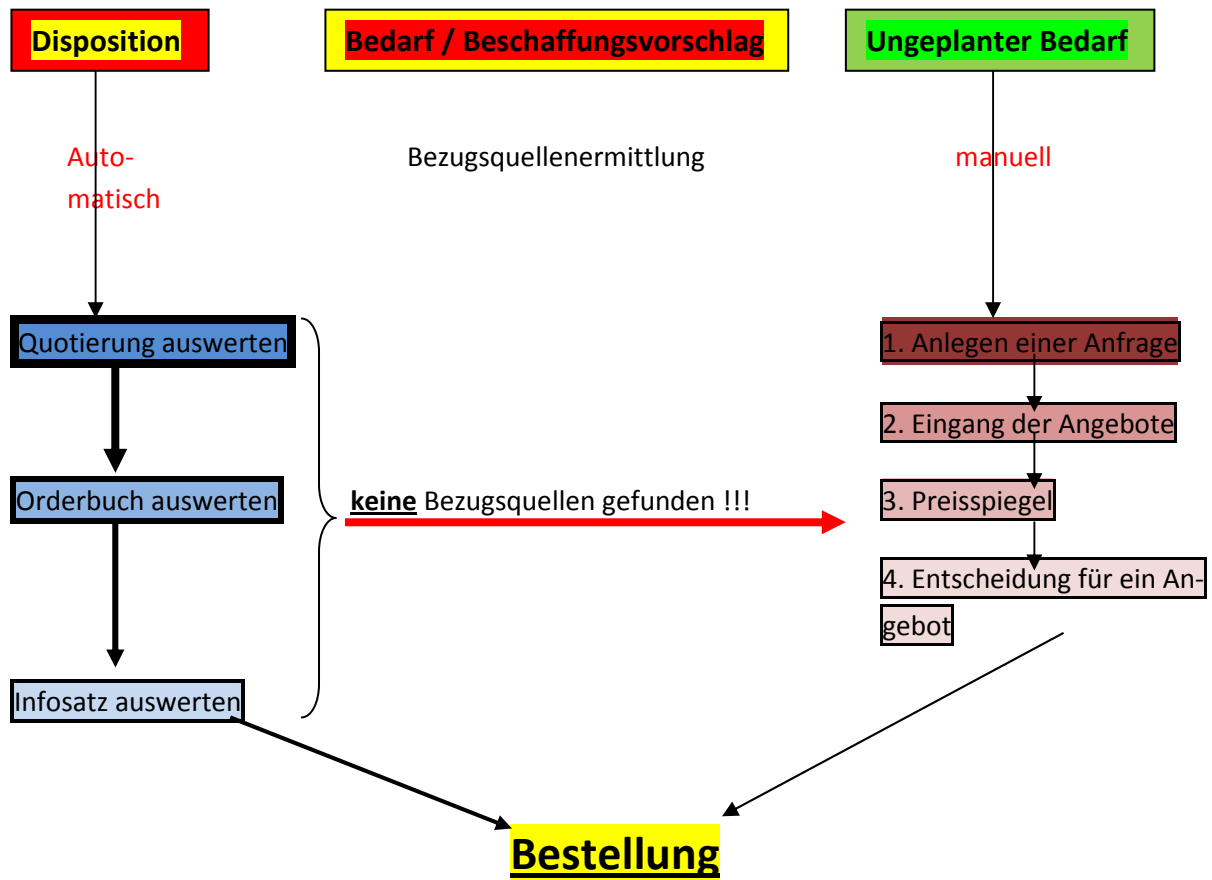 Disposition
Bedarf / Beschaffungsvorschlag
Ungeplanter Bedarf
Auto-
matisch
Bezugsquellenermittlung
manuell
Quotierung auswerten
1. Anlegen einer Anfrage
2. Eingang der Angebote
Orderbuch auswerten
keine Bezugsquellen gefunden !!!
3. Preisspiegel
4. Entscheidung für ein An-
gebot
Infosatz auswerten
Bestellung